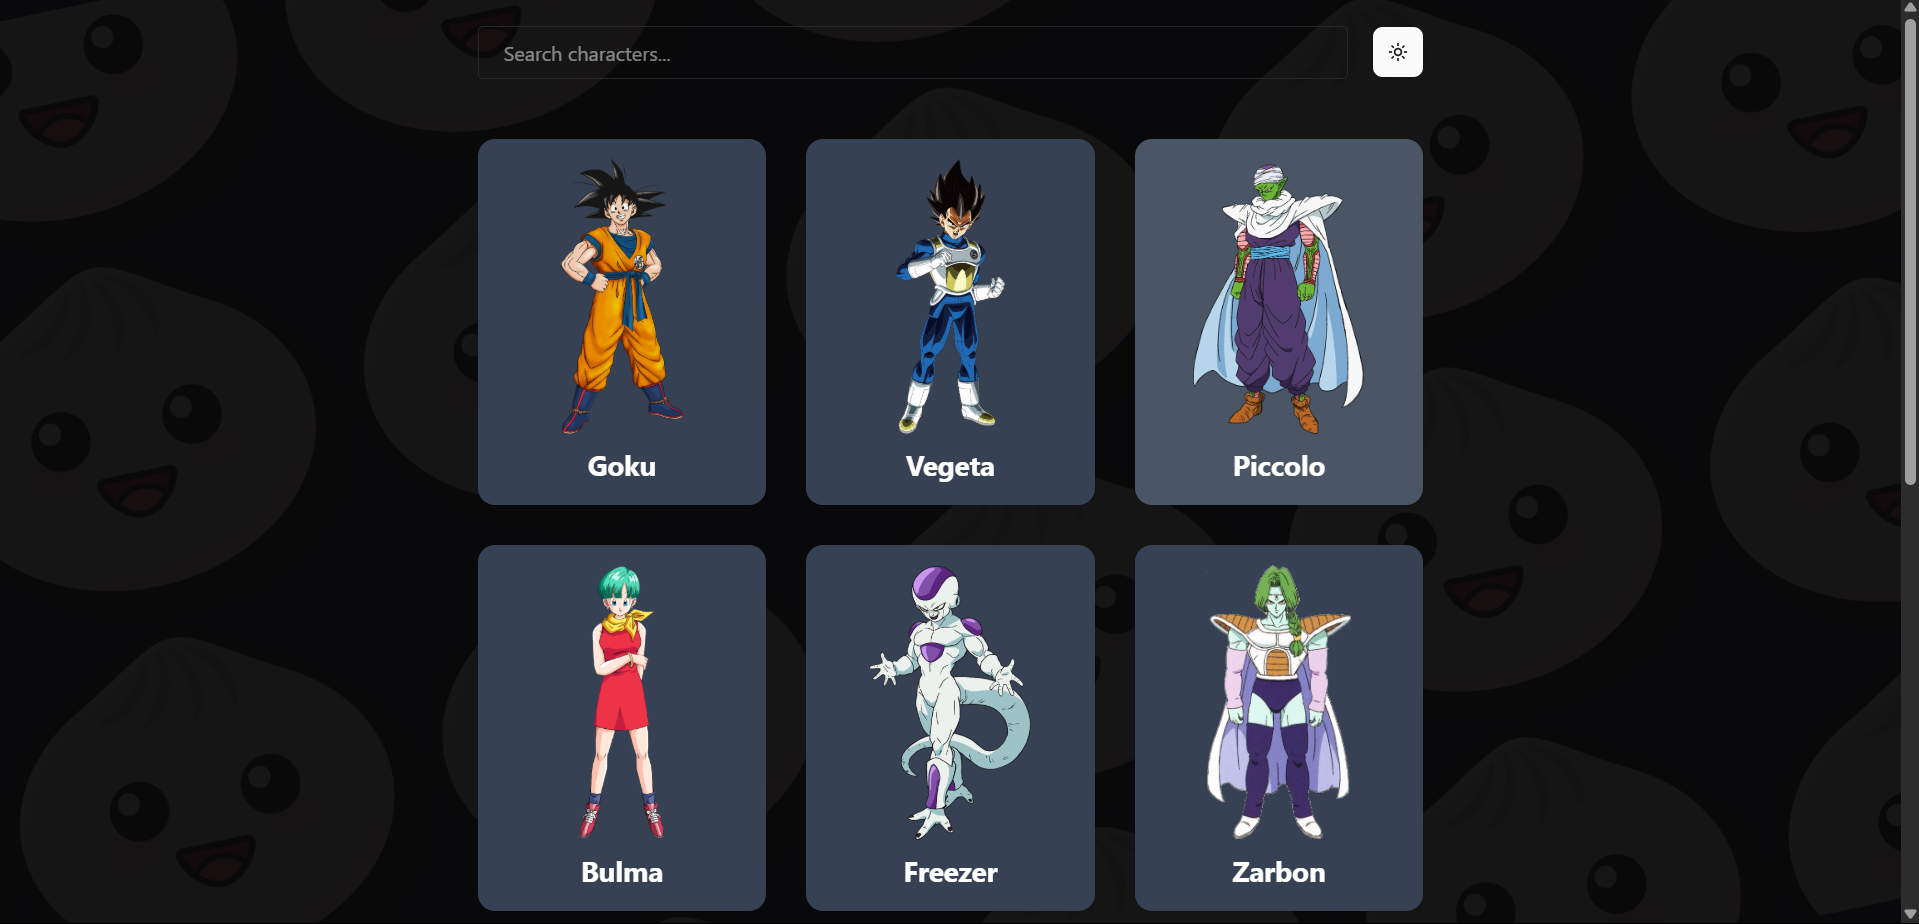 Search characters...
Goku
Vegeta
Piccolo
Bulma
Freezer
Zarbon